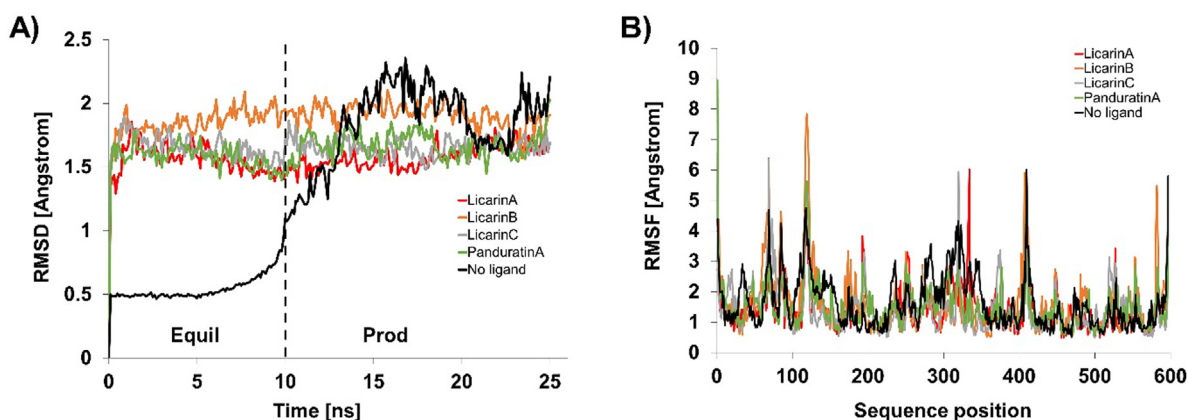 A)
RMSD [Angstrom]
2.5
2
1.5
1
0.5
0
LicarinA
LicarinB
LicarinC
PanduratinA
No ligand
Equil
Prod
0 5 10 15 20 25
Time [ns]
B)
RMSF [Angstrom]
10
9
8
7
6
5
4
3
2
1
0
LicarinA
LicarinB
LicarinC
PanduratinA
No ligand
0 100 200 300 400 500 600
Sequence position